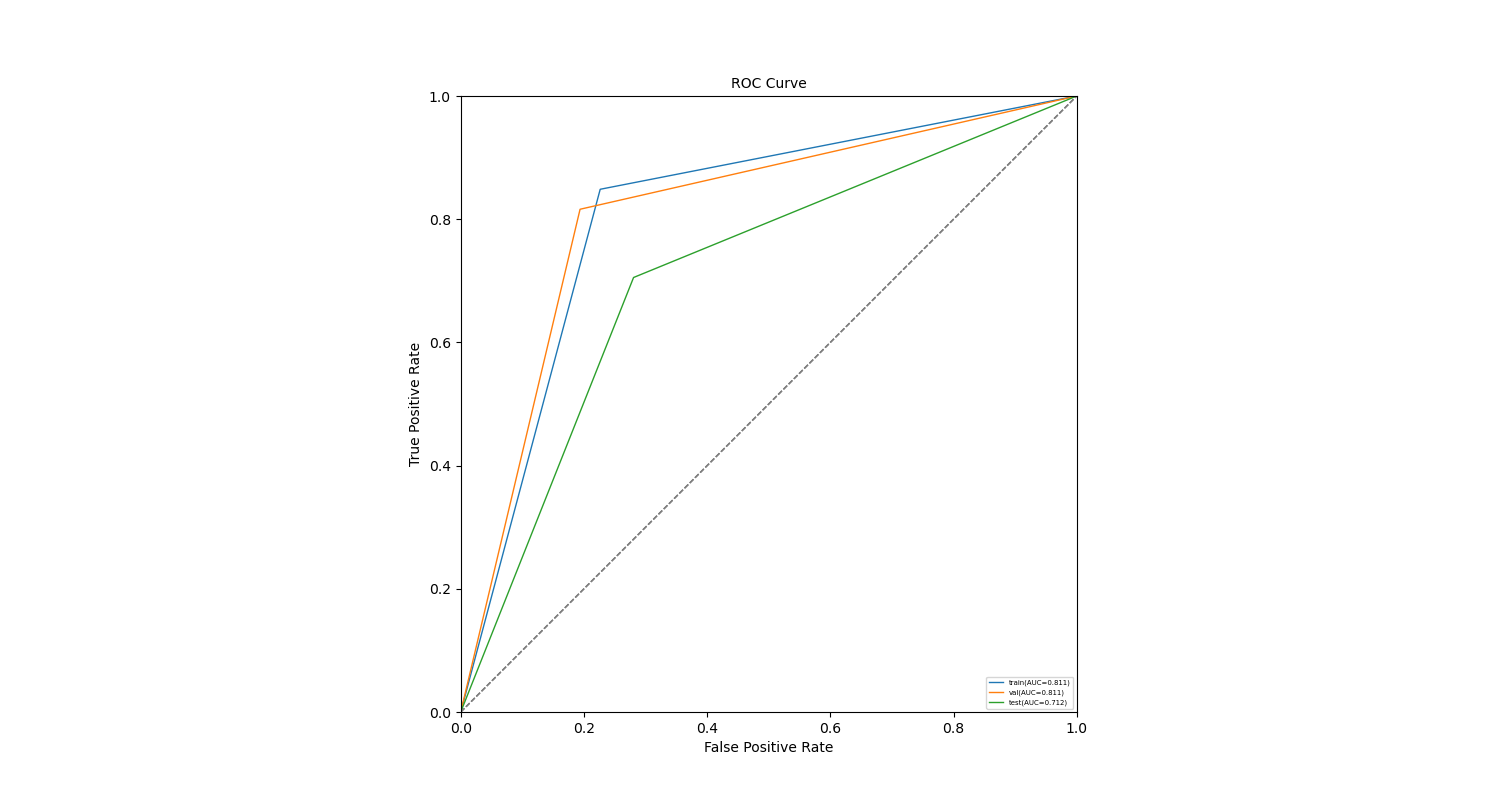 ROC Curve
1.0
0.8
0.6
0.4
0.2
0.0
True Positive Rate
0.0 0.2 0.4 0.6 0.8 1.0
False Positive Rate
train(AUC=0.811)
val(AUC=0.811)
test(AUC=0.712)